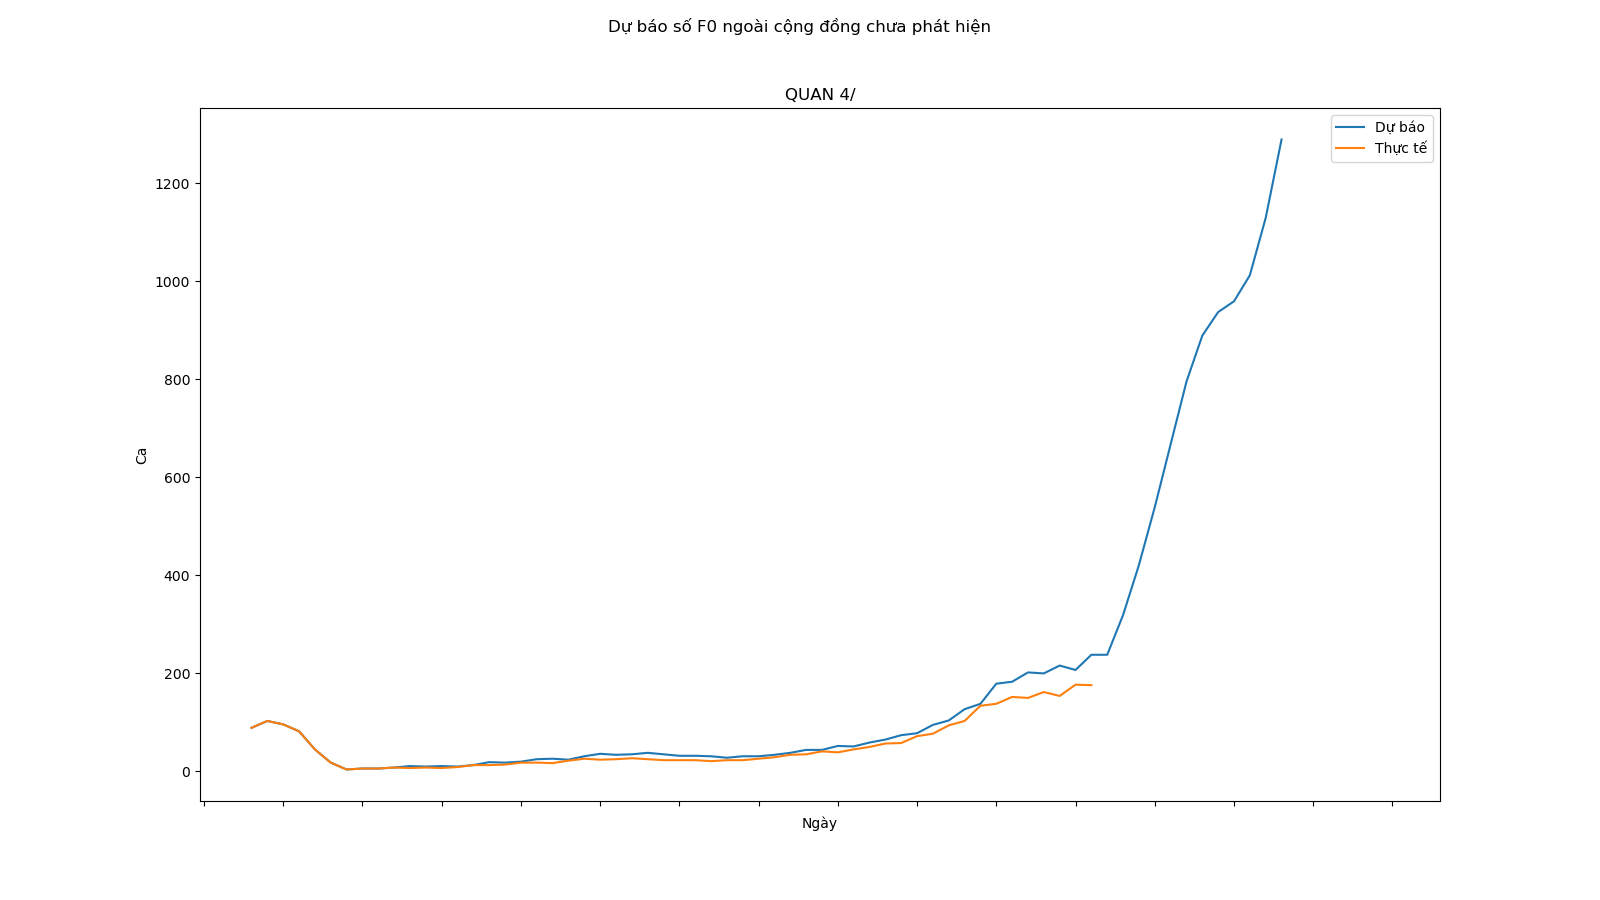 Dự báo số F0 ngoài cộng đồng chưa phát hiện
QUAN 4/
Dự báo
Thực tế
1200
1000
800
600
400
200
0
Ca
Ngày